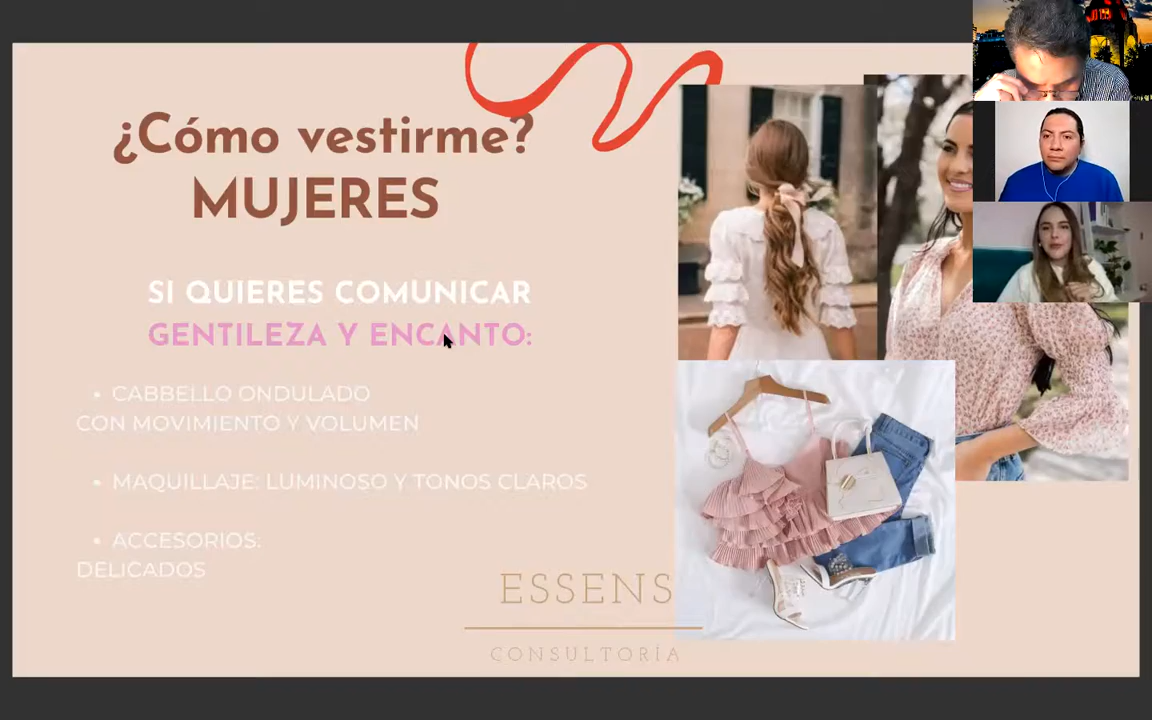 ¿Cómo vestirme?
MUJERES
SI QUIERES COMUNICAR
GENTILEZA Y ENCANTO:
• CABBELLO ONDULADO
CON MOVIMIENTO Y VOLUMEN
• MAQUILLAJE: LUMINOSO Y TONOS CLAROS
• ACCESORIOS:
DELICADOS
ESSENS
CONSULTORÍA